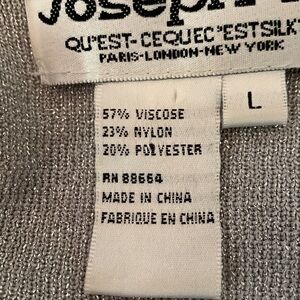 Joseph A
QU'EST-CEQUEC'ESTSILK
PARIS-LONDON-NEW YORK
L
57% VISCOSE
23% NYLON
20% POLYESTER
RN 88664
MADE IN CHINA
FABRIQUE EN CHINA